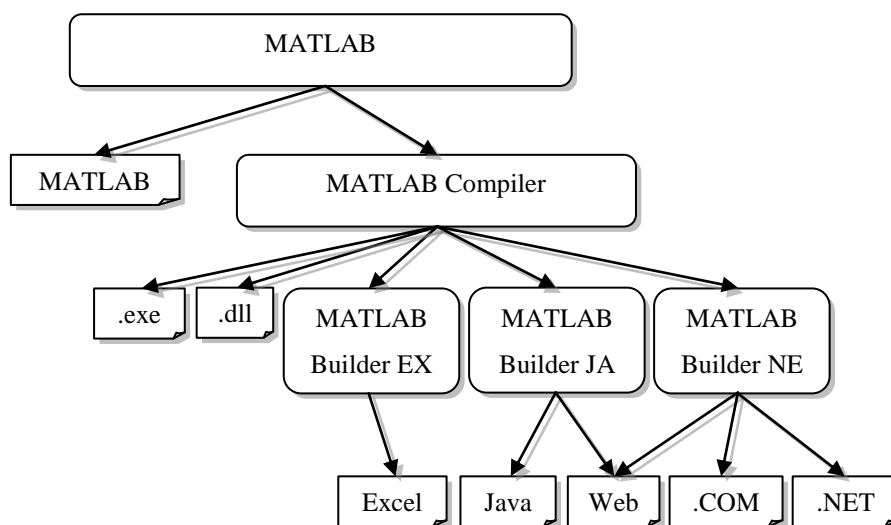 MATLAB
MATLAB
MATLAB Compiler
.exe
.dll
MATLAB
Builder EX
MATLAB
Builder JA
MATLAB
Builder NE
Excel
Java
Web
.COM
.NET